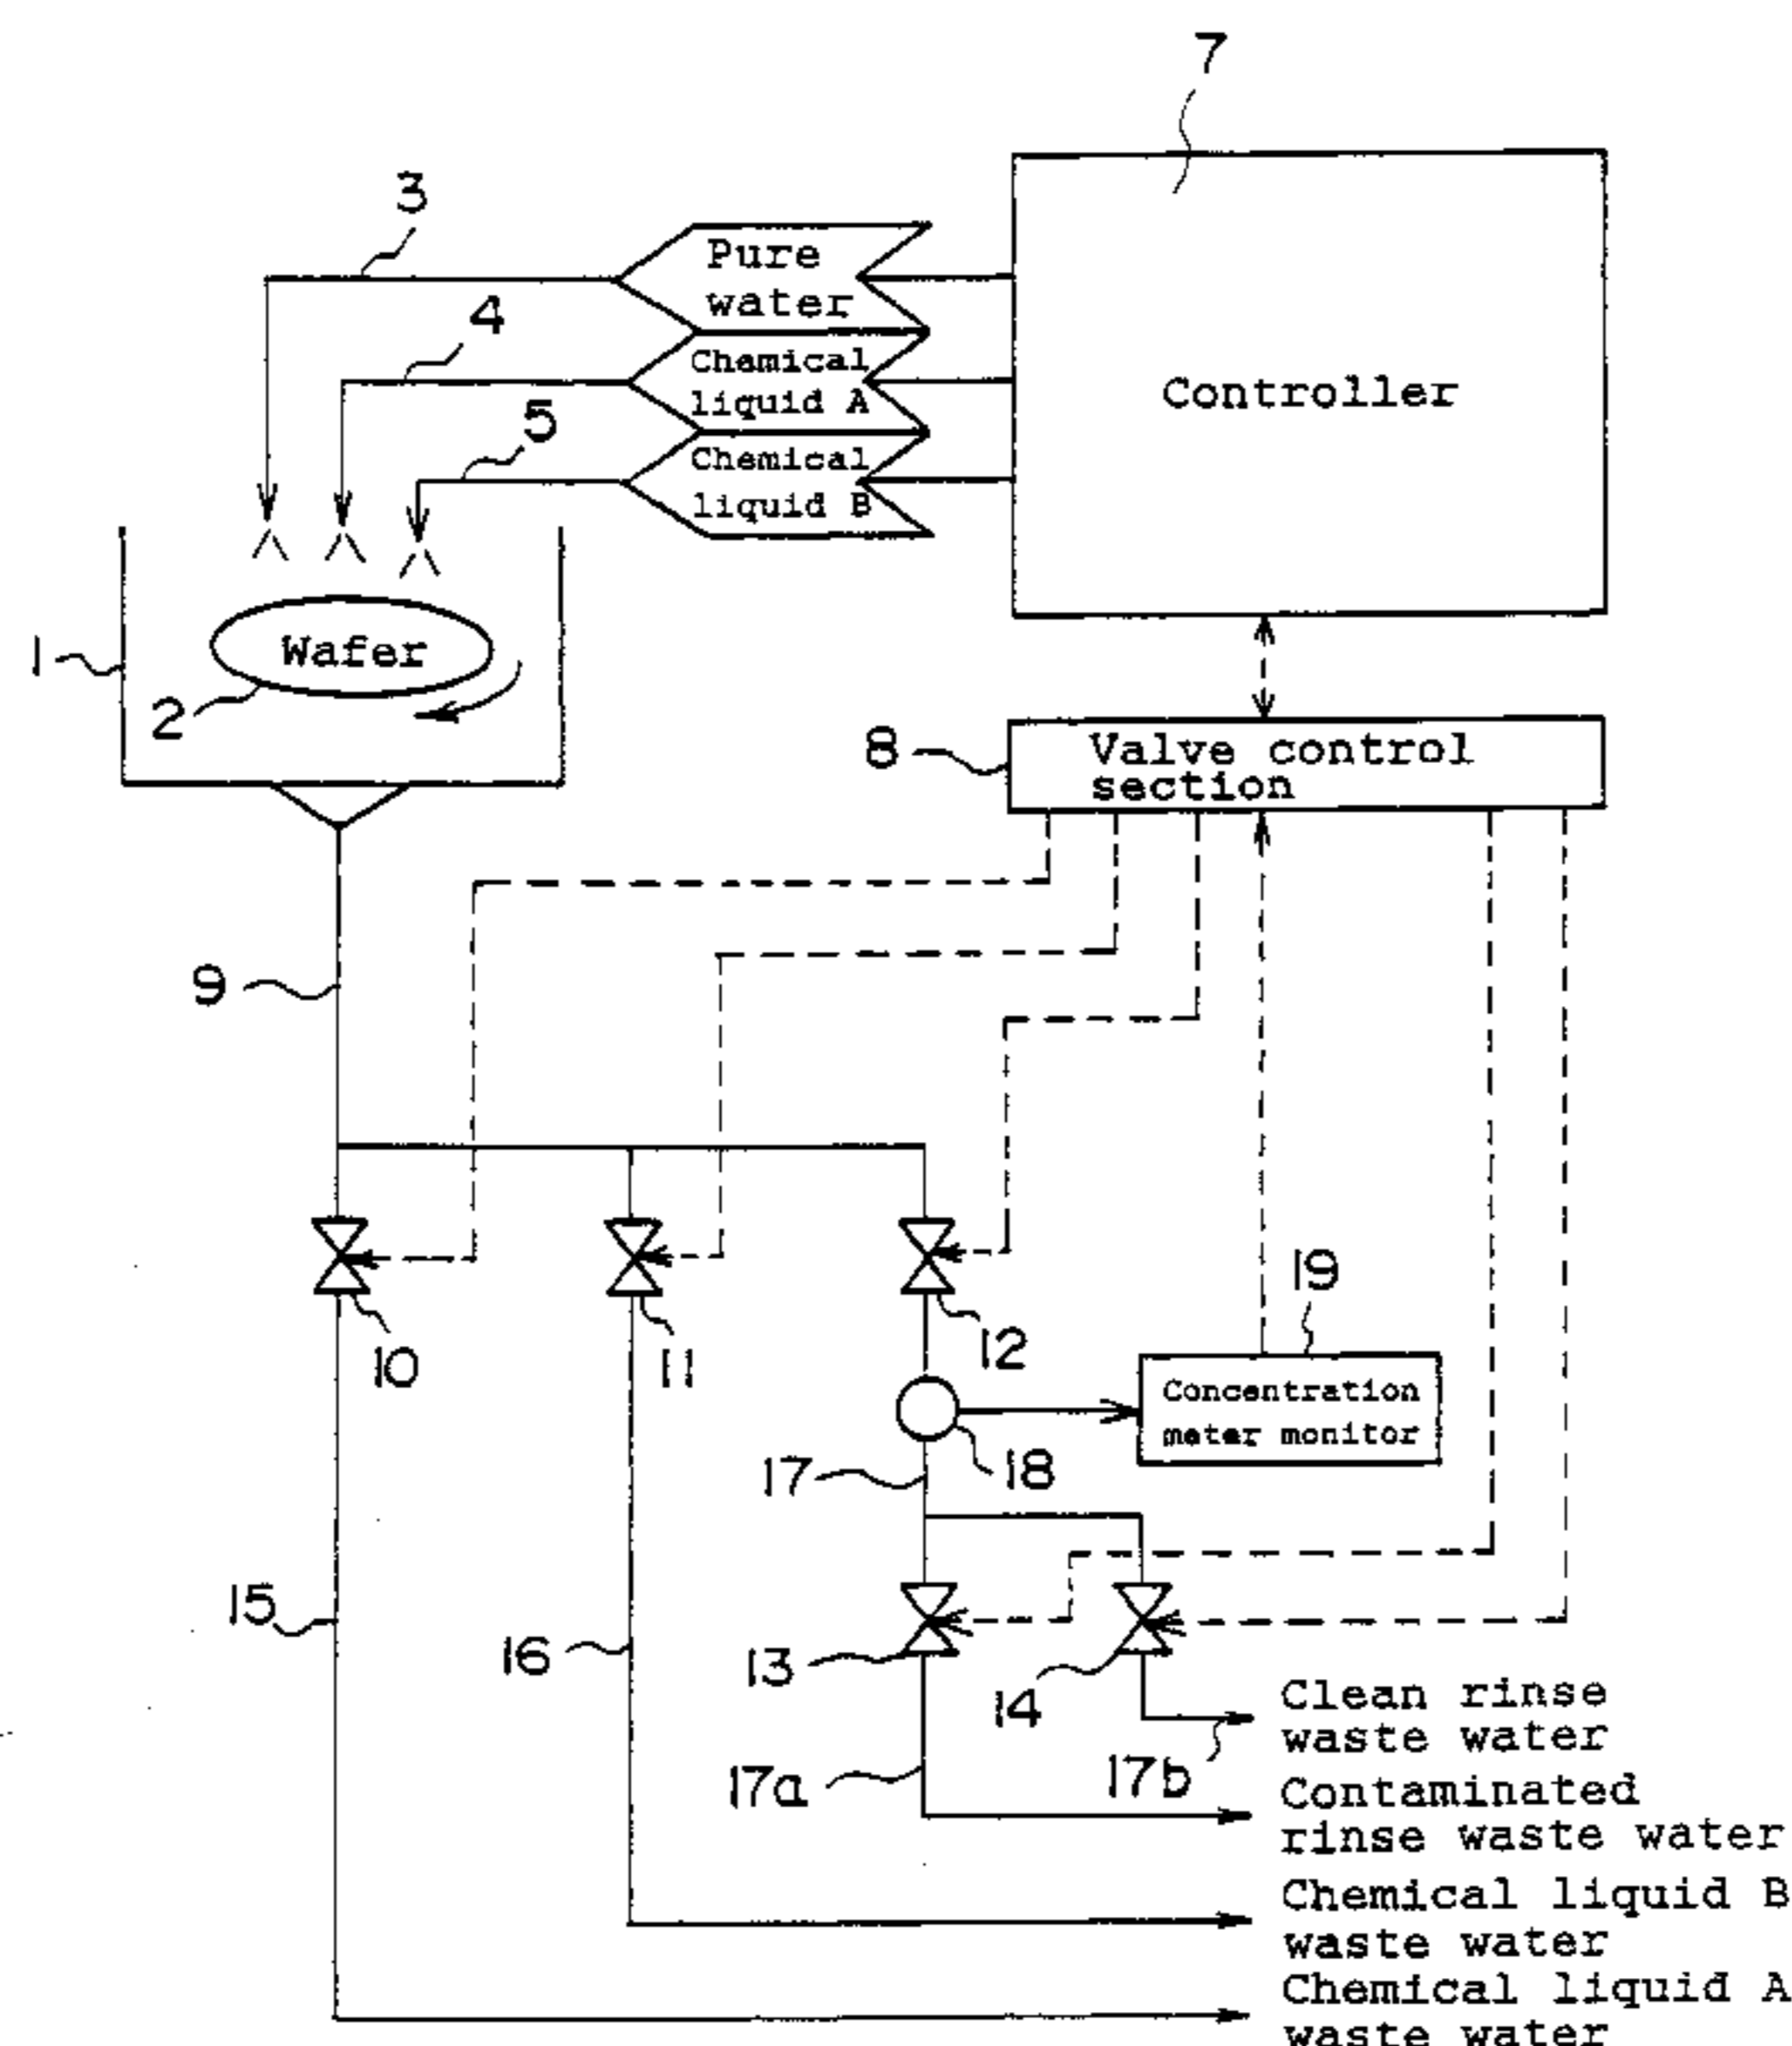 7
3
Pure
water
4
Chemical
liquid A
Controller
5
Chemical
liquid B
1
Wafer
2
8
Valve control
section
9
10
11
12
19
Concentration
meter monitor
17
18
15
16
13
14
Clean rinse
waste water
17a
17b
Contaminated
rinse waste water
Chemical liquid B
waste water
Chemical liquid A
waste water